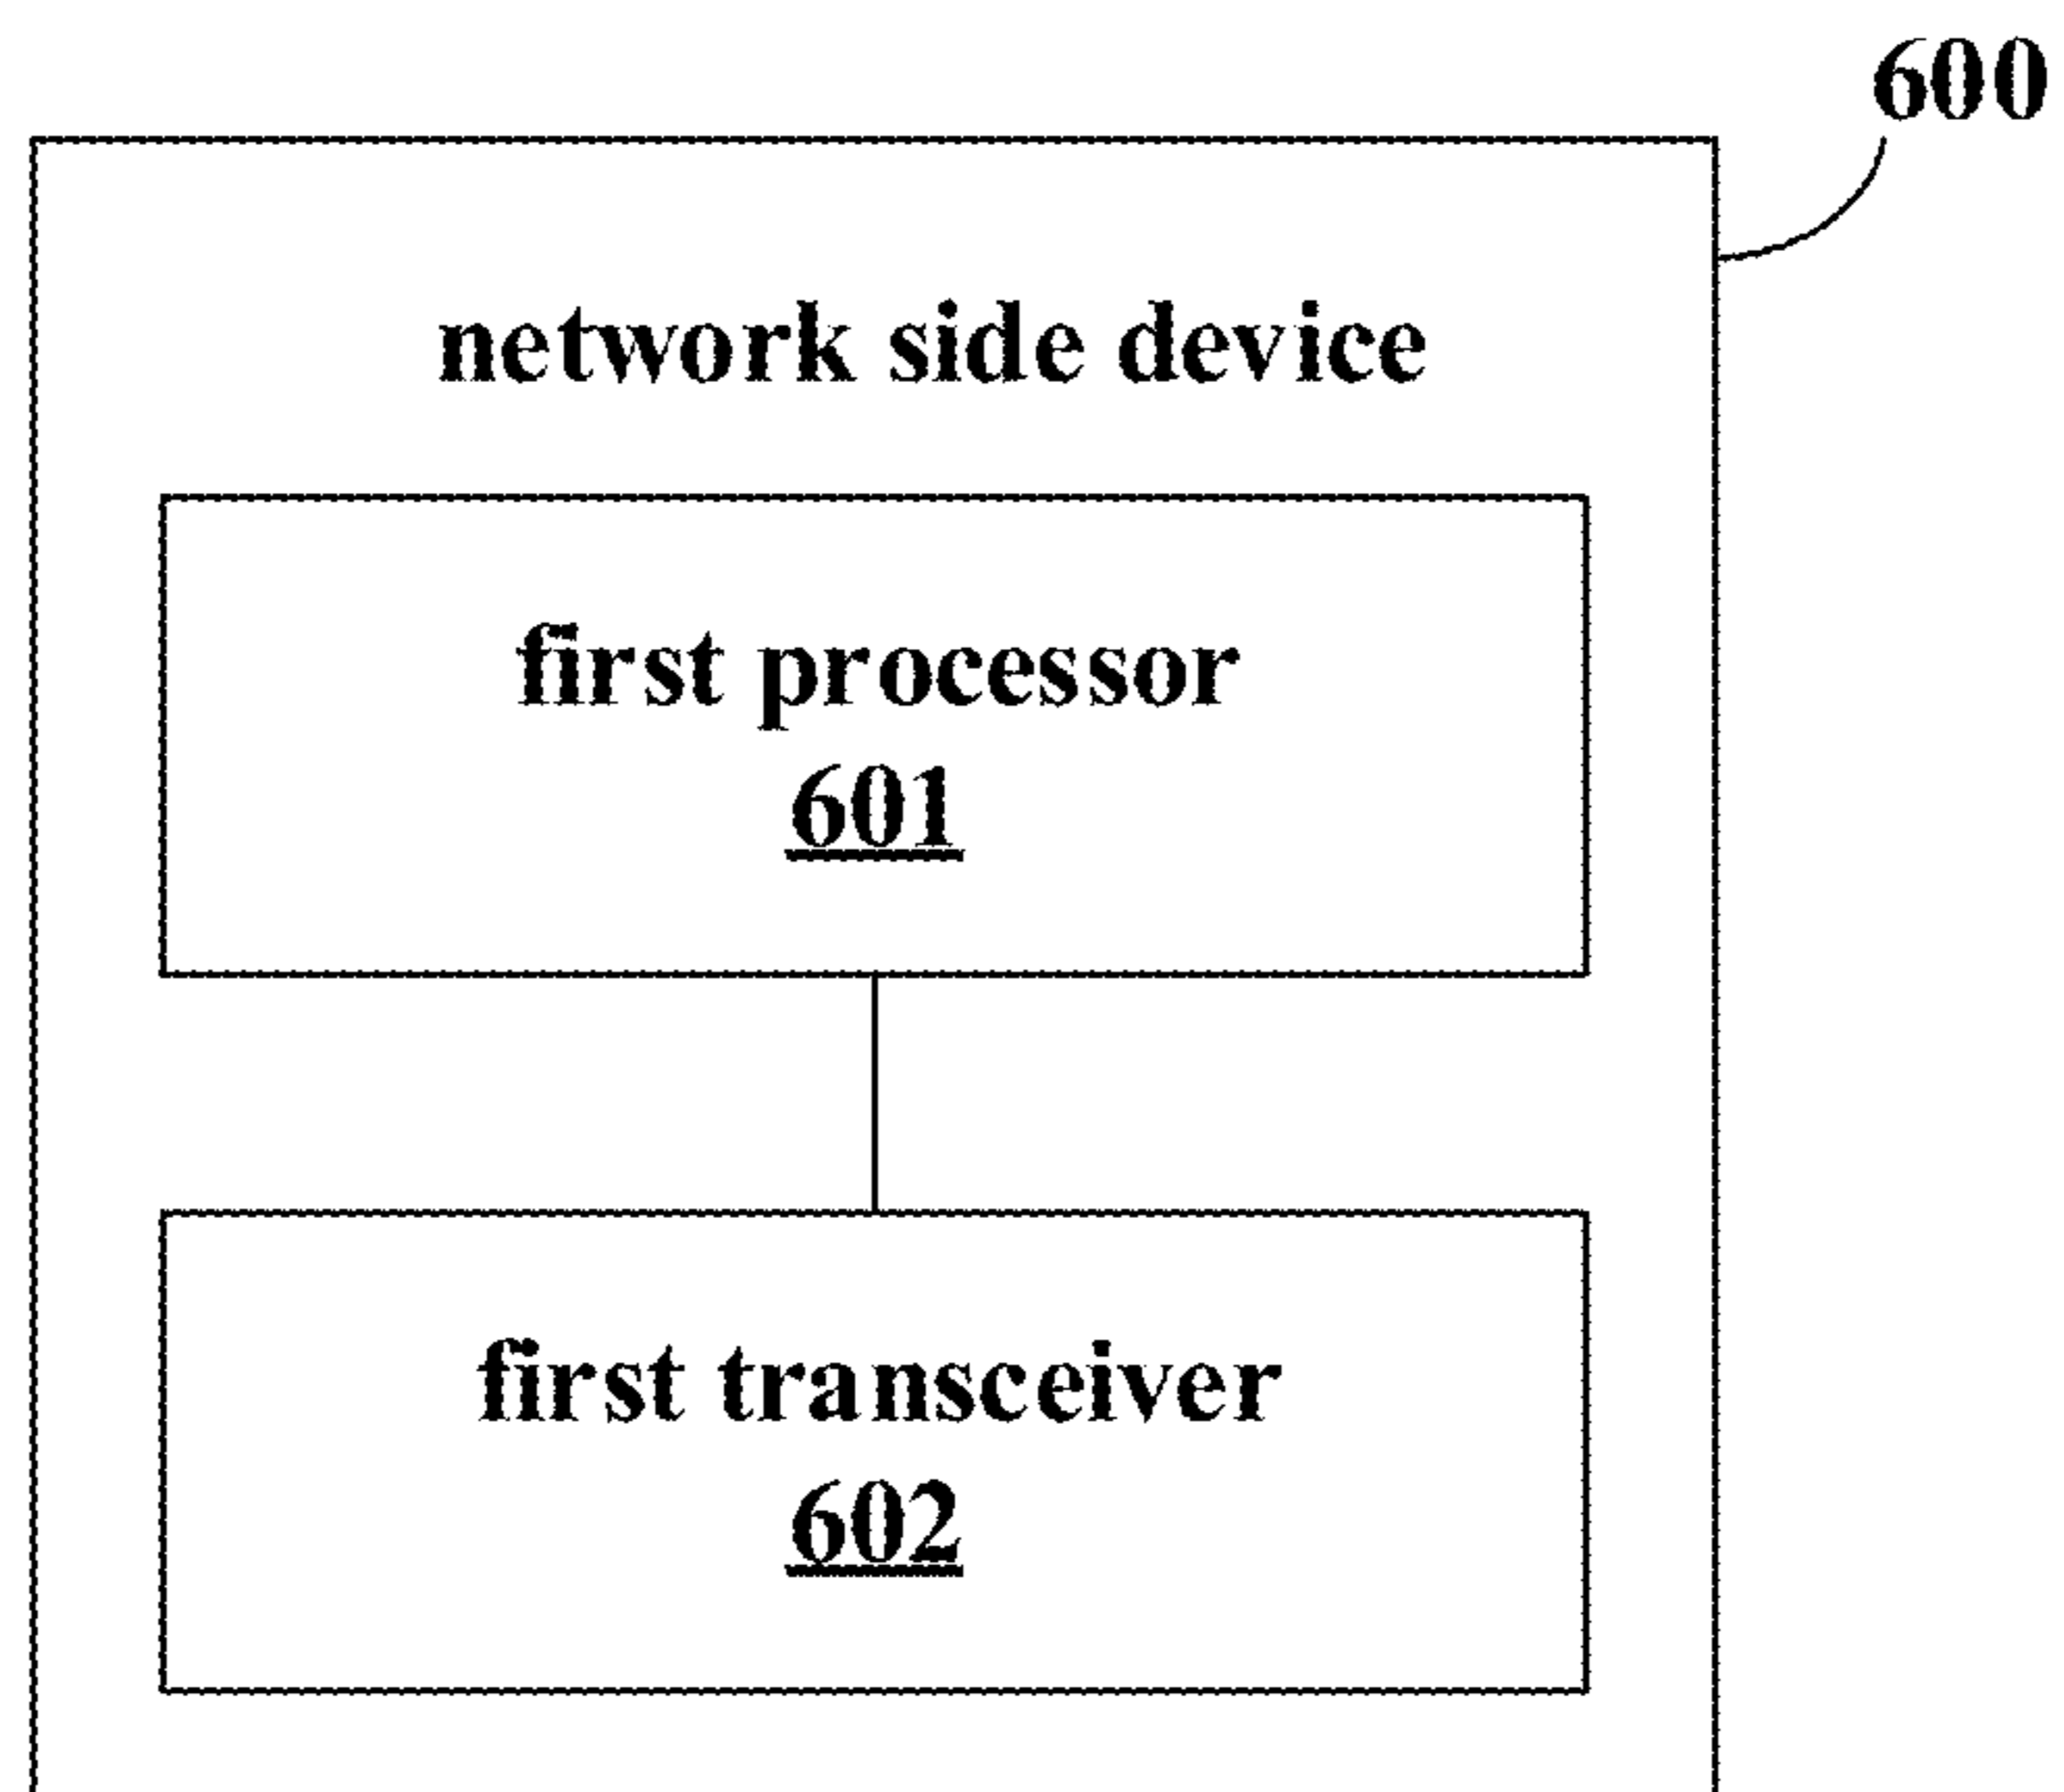 600
network side device
first processor
601
first transceiver
602